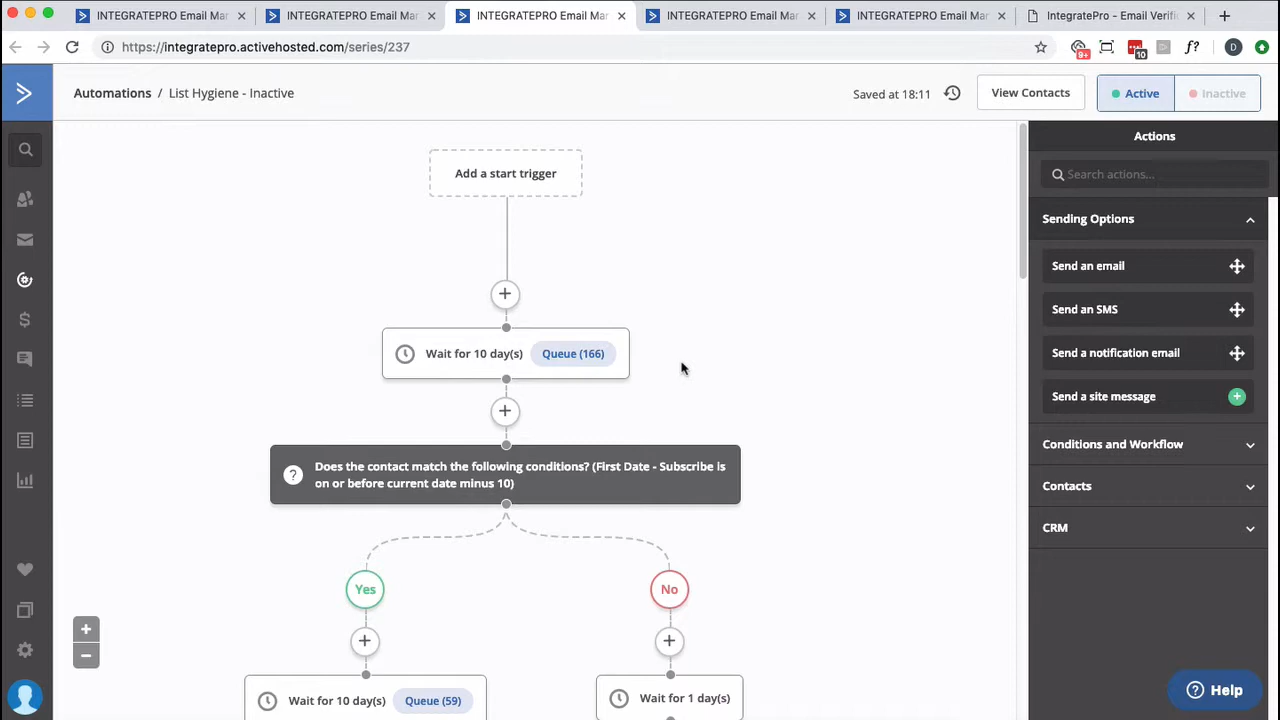 INTEGRATEPRO Email Mar
INTEGRATEPRO Email Mar
INTEGRATEPRO Email Mar
INTEGRATEPRO Email Mar
INTEGRATEPRO Email Mar
IntegratePro - Email Verifi
https://integratepro.activehosted.com/series/237
9+
10
f?
D
Automations / List Hygiene - Inactive
Saved at 18:11
View Contacts
Active
Inactive
Actions
Search actions...
Sending Options
Send an email
Send an SMS
Send a notification email
Send a site message
Conditions and Workflow
Contacts
CRM
Add a start trigger
Wait for 10 day(s) Queue (166)
Does the contact match the following conditions? (First Date - Subscribe is
on or before current date minus 10)
Yes
No
Wait for 10 day(s) Queue (59)
Wait for 1 day(s)
Help